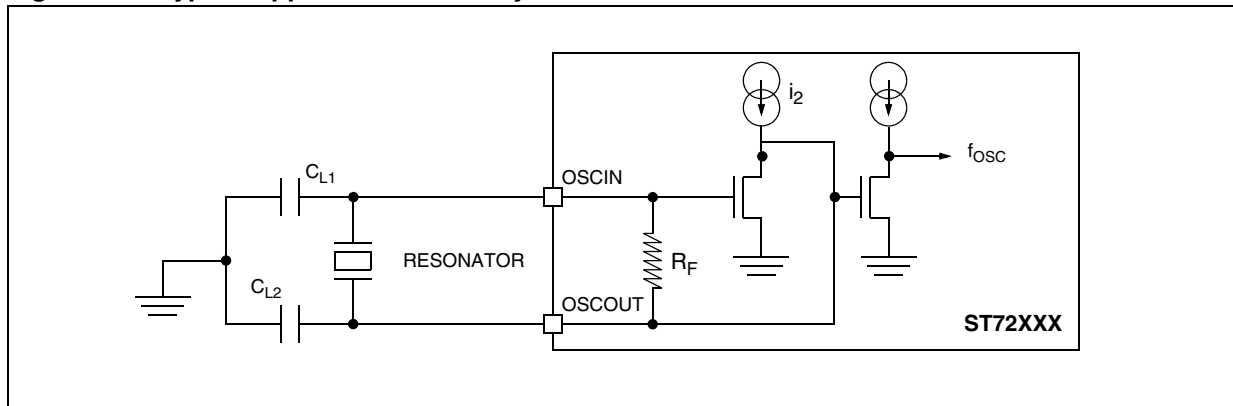 i2
fOSC
CL1
OSCIN
RESONATOR
RF
CL2
OSCOUT
ST72XXX